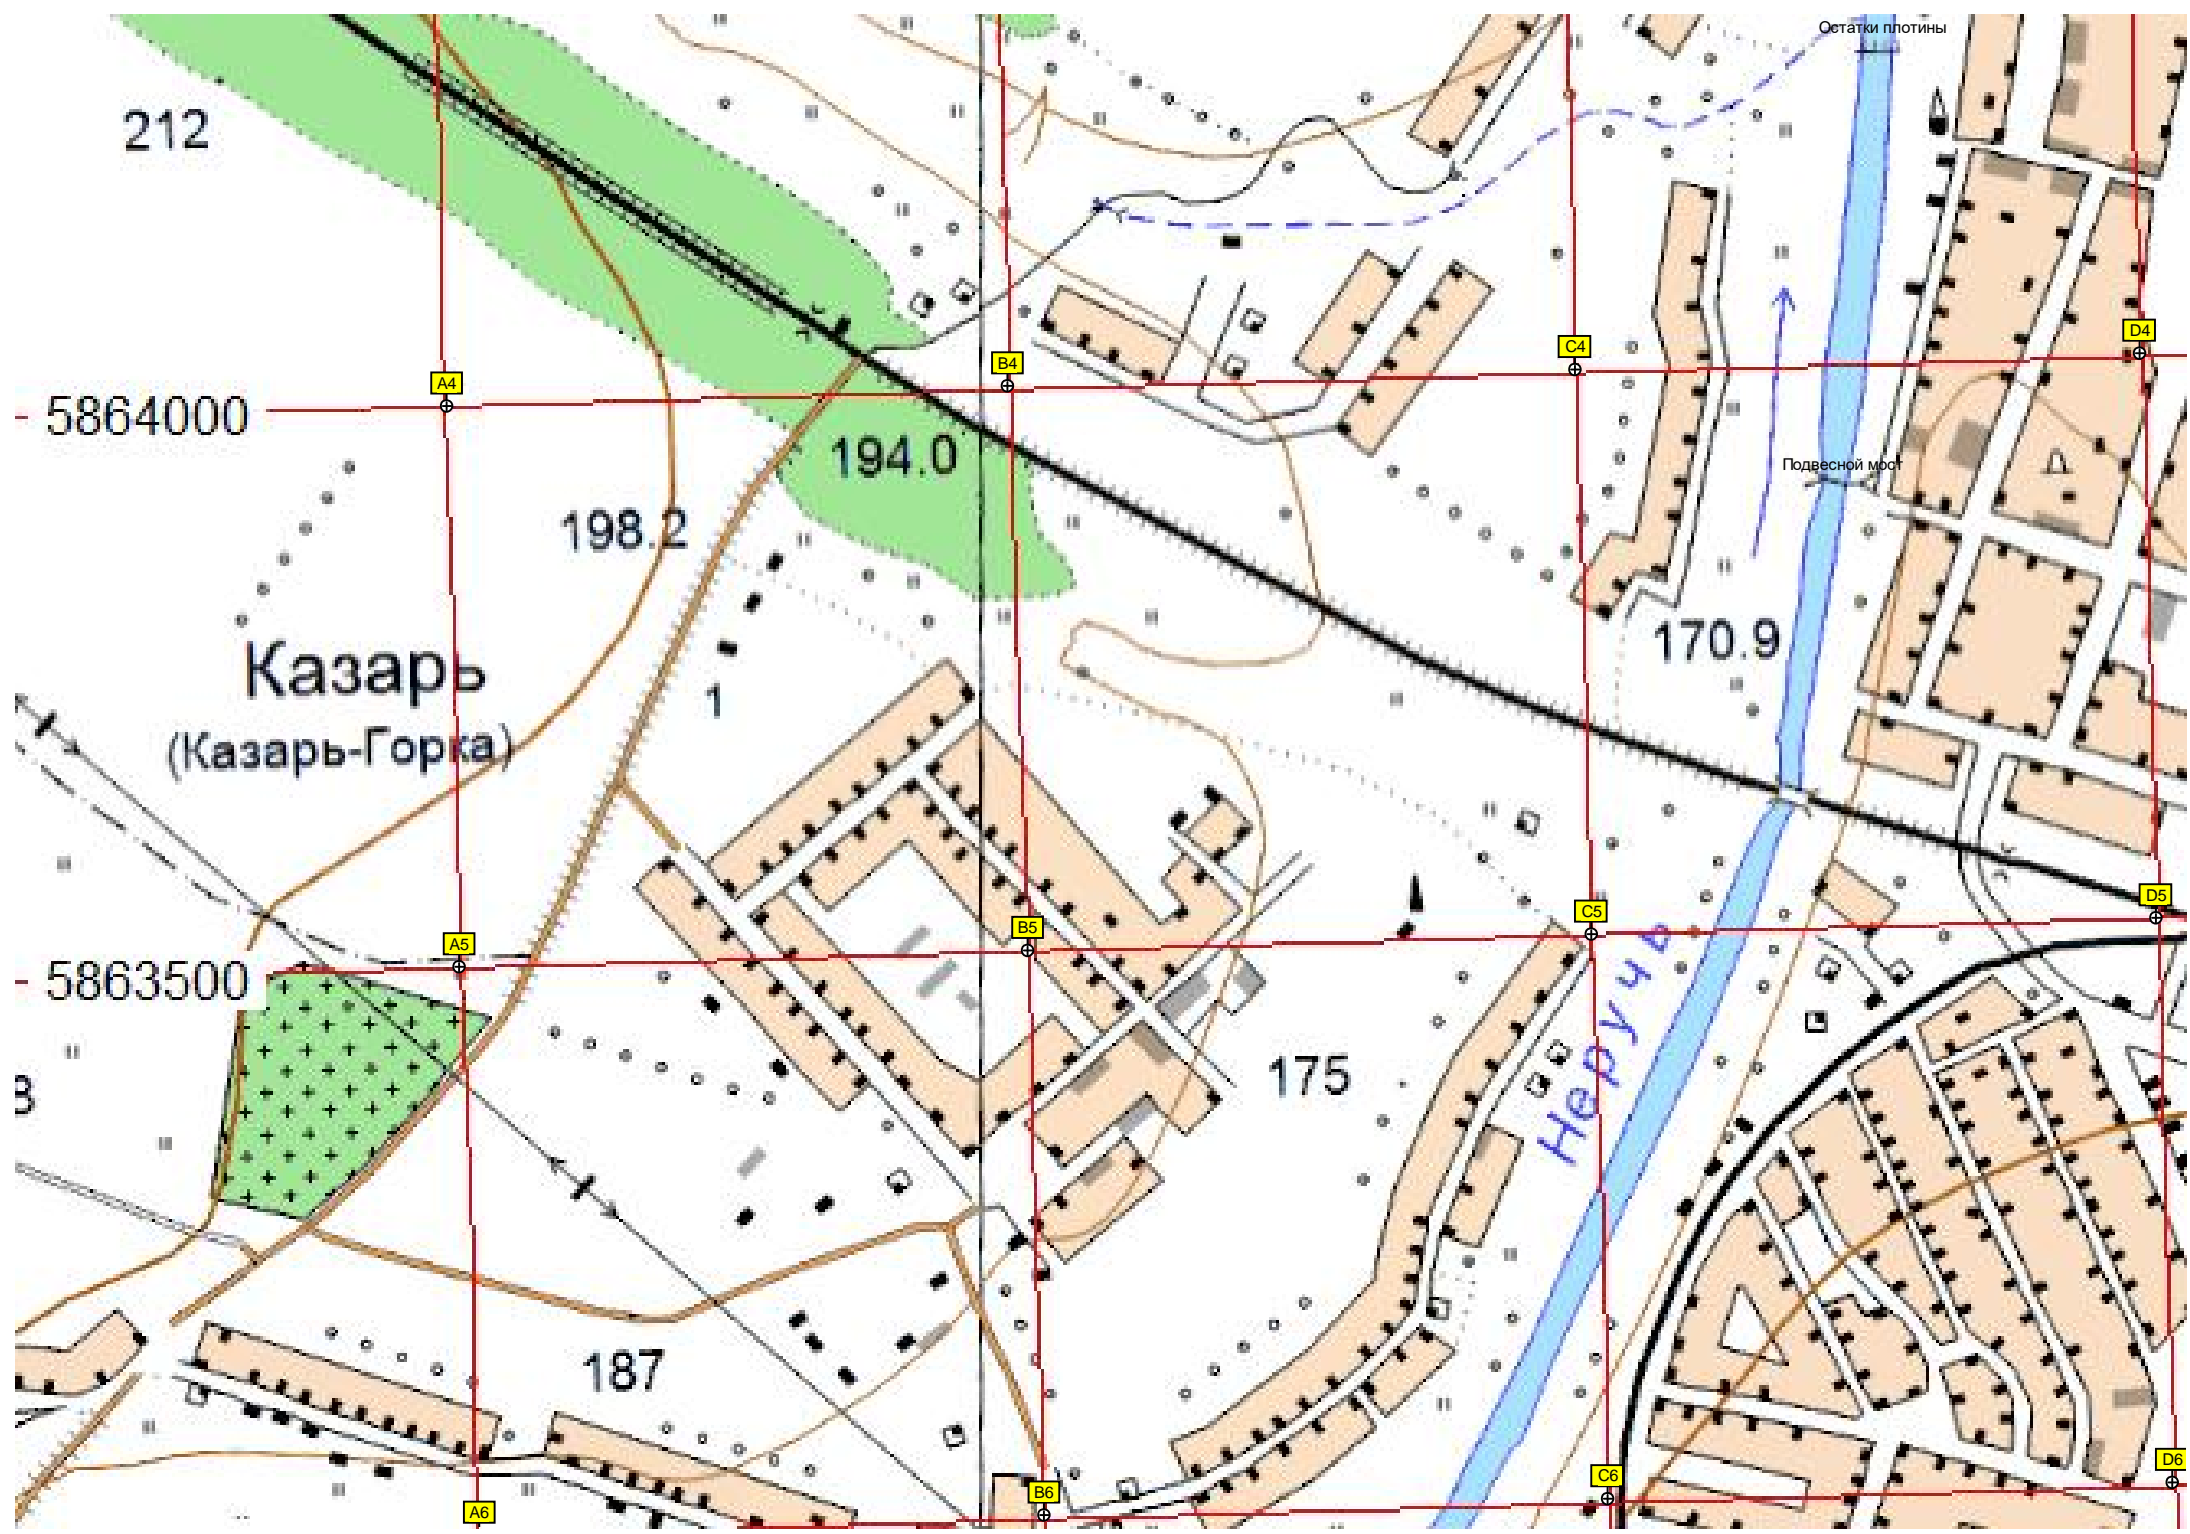 Остатки плотины
212
A4
B4
C4
D4
5864000
194.0
Подвесной мост
198.2
170.9
Казарь
1
(Казарь-Горка)
A5
B5
C5
D5
5863500
Неручь
175
187
A6
B6
C6
D6